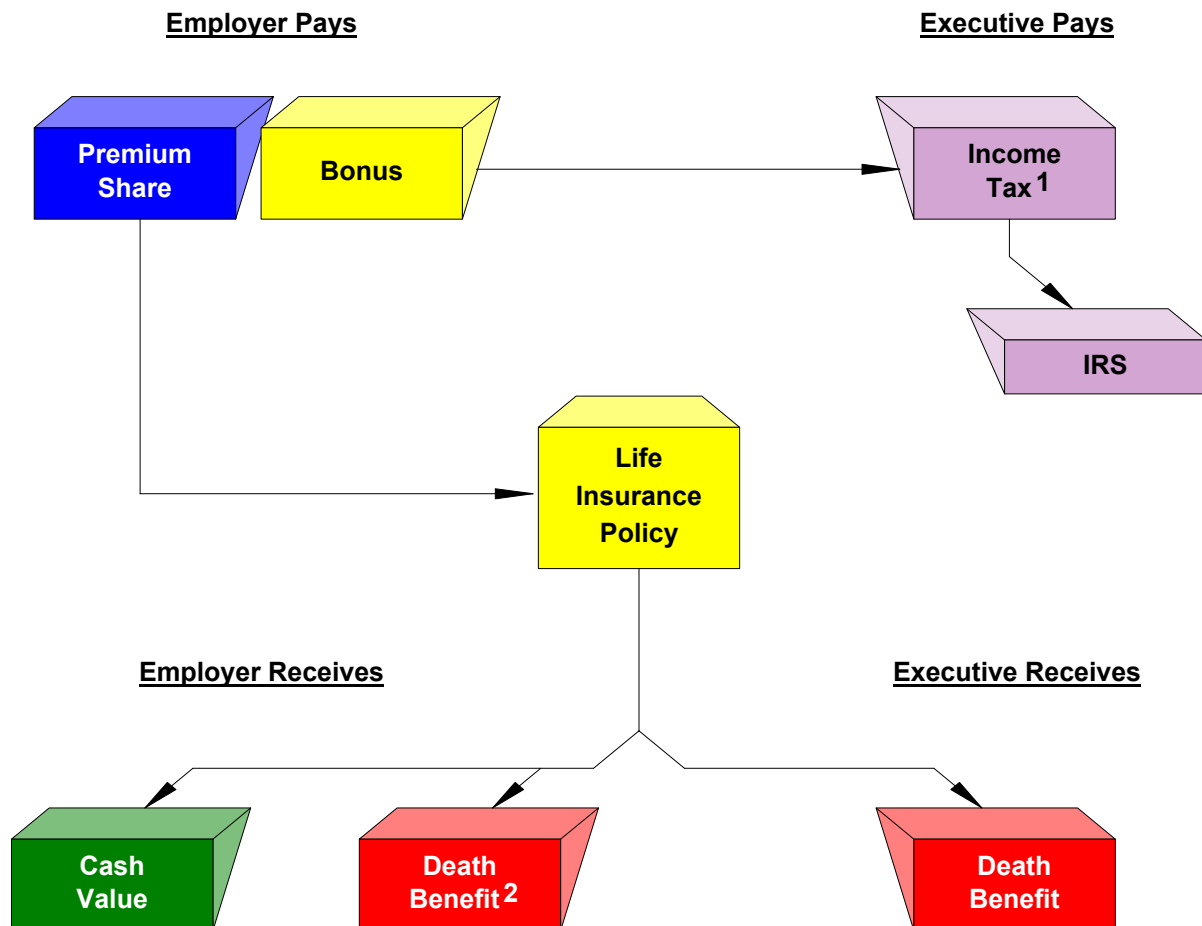 Employer Pays
Executive Pays
Premium
Share
Bonus
Income
Tax 1
IRS
Life
Insurance
Policy
Employer Receives
Executive Receives
Cash
Value
Death
Benefit 2
Death
Benefit